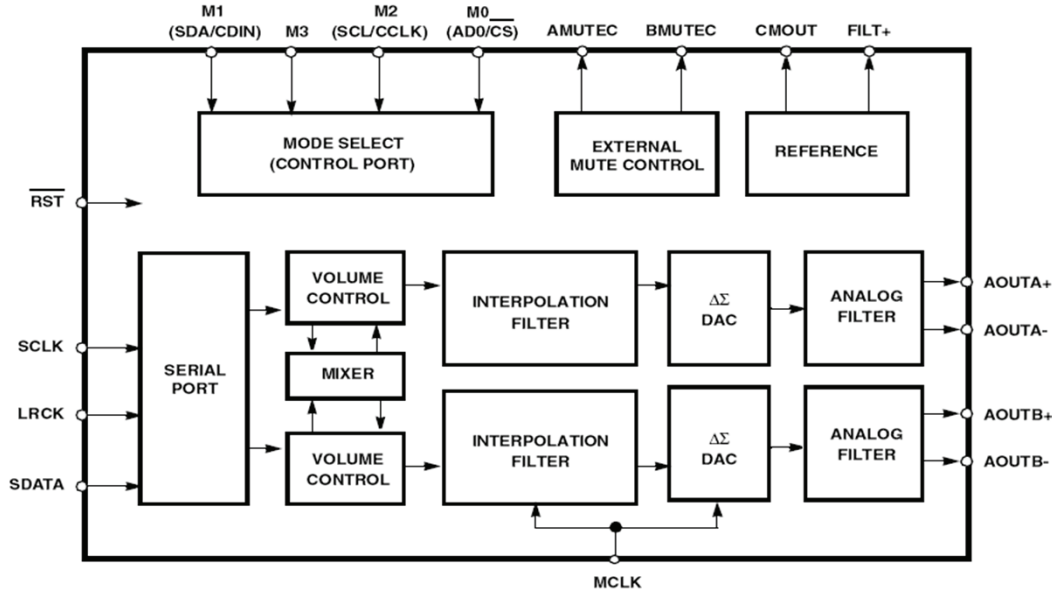 M1
(SDA/CDIN)
M3
M2
(SCL/CCLK)
M0
(AD0/CS)
AMUTEC
BMUTEC
CMOUT
FILT+
MODE SELECT
(CONTROL PORT)
EXTERNAL
MUTE CONTROL
REFERENCE
RST
SERIAL
PORT
SCLK
LRCK
SDATA
VOLUME
CONTROL
MIXER
VOLUME
CONTROL
INTERPOLATION
FILTER
ΔΣ
DAC
ANALOG
FILTER
AOUTA+
AOUTA-
INTERPOLATION
FILTER
ΔΣ
DAC
ANALOG
FILTER
AOUTB+
AOUTB-
MCLK